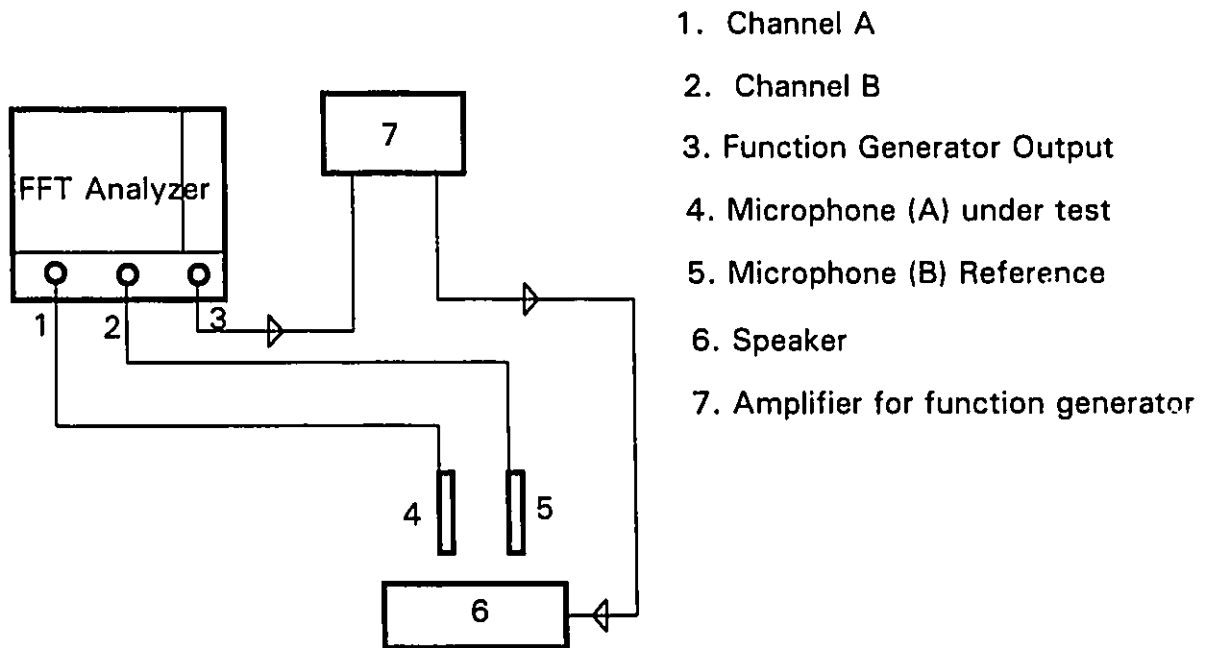 1. Channel A
2. Channel B
3. Function Generator Output
4. Microphone (A) under test
5. Microphone (B) Reference
6. Speaker
7. Amplifier for function generator
7
FFT Analyzer
1
2
3
4
5
6